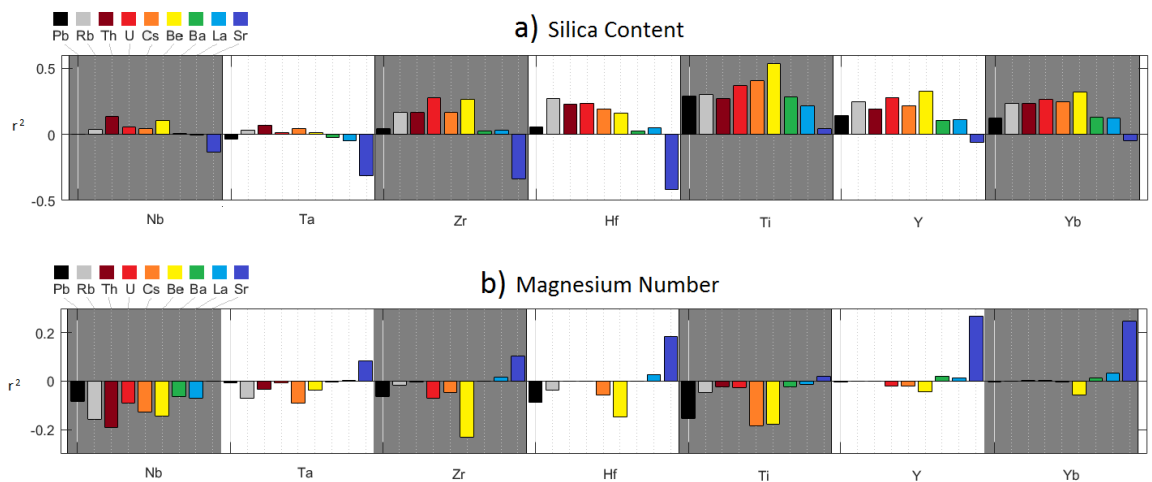 a) Silica Content
Pb Rb Th U Cs Be Ba La Sr
0.5
r²
0
-0.5
Nb Ta Zr Hf Ti Y Yb
b) Magnesium Number
Pb Rb Th U Cs Be Ba La Sr
0.2
0
r²
-0.2
Nb Ta Zr Hf Ti Y Yb